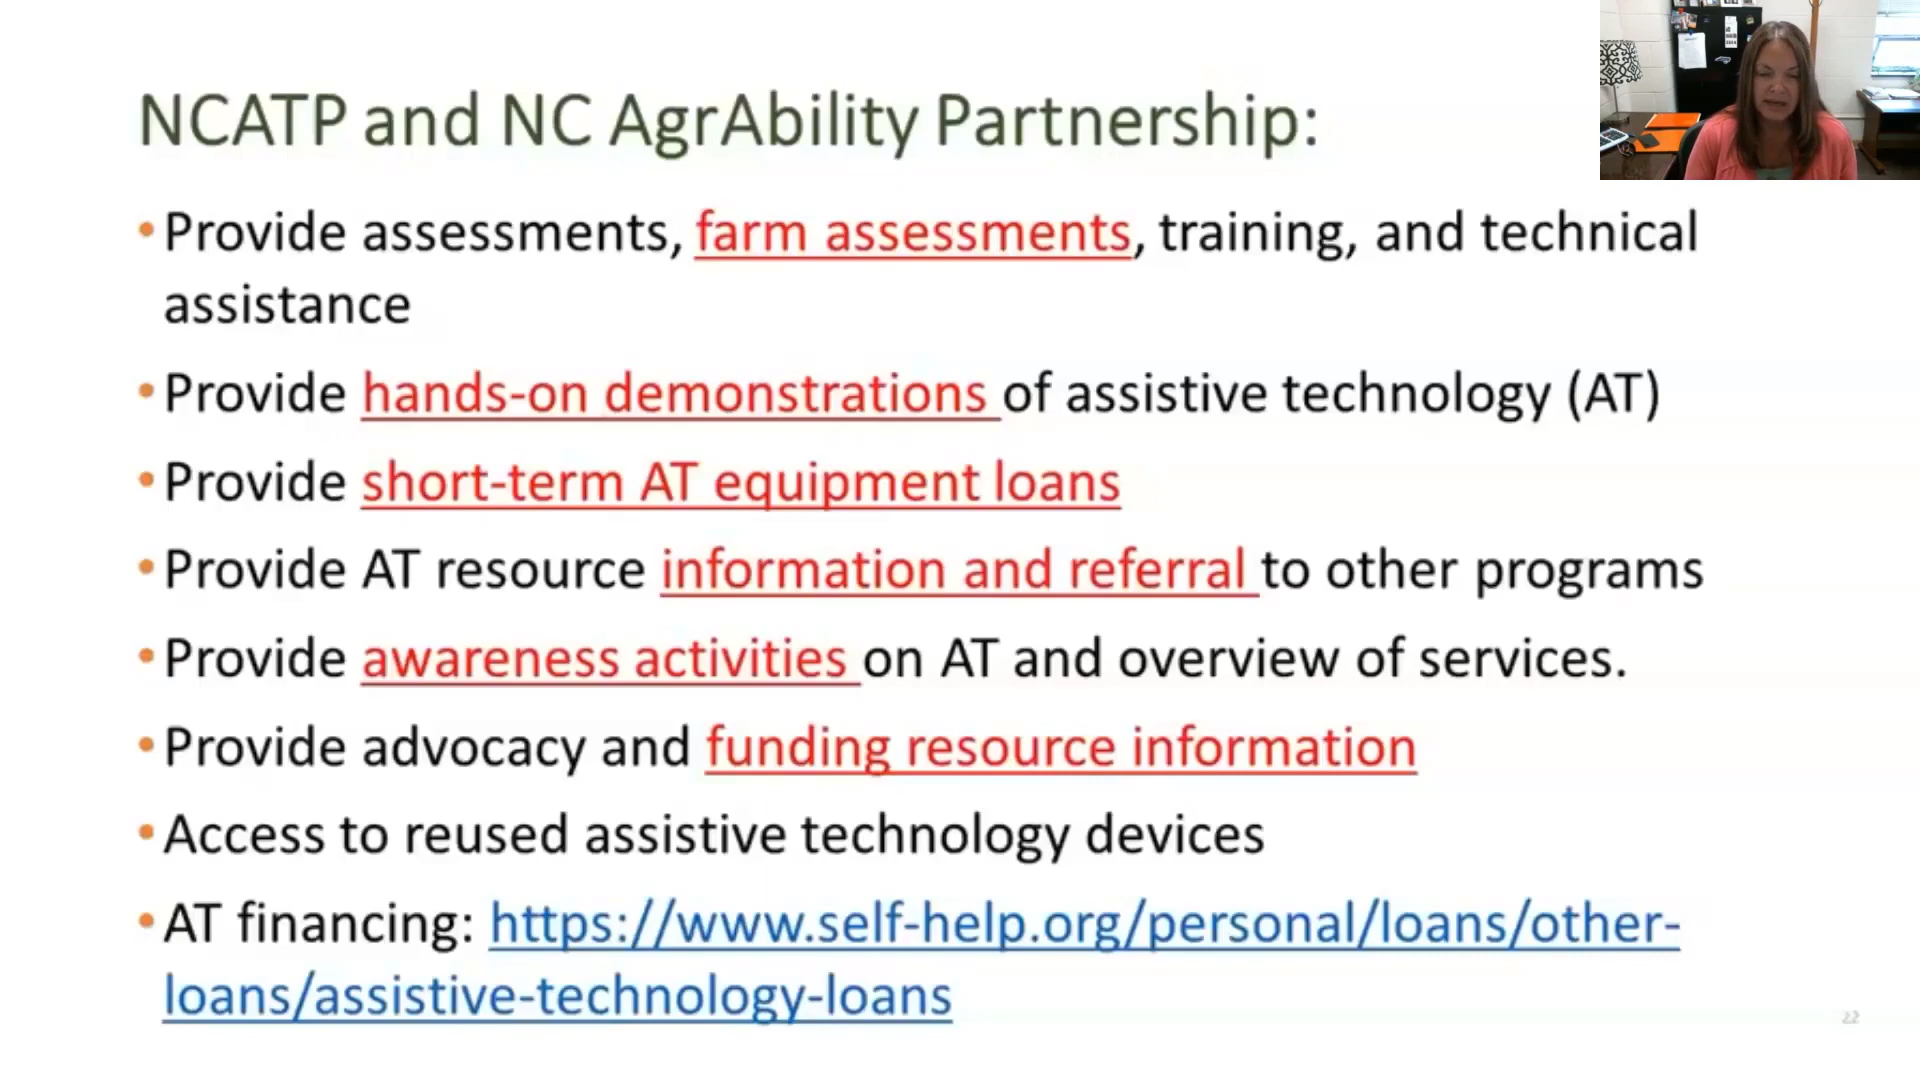 NCATP and NC AgrAbility Partnership:
•Provide assessments, farm assessments, training, and technical
assistance
•Provide hands-on demonstrations of assistive technology (AT)
•Provide short-term AT equipment loans
•Provide AT resource information and referral to other programs
•Provide awareness activities on AT and overview of services.
•Provide advocacy and funding resource information
•Access to reused assistive technology devices
•AT financing: https://www.self-help.org/personal/loans/other-
loans/assistive-technology-loans
22